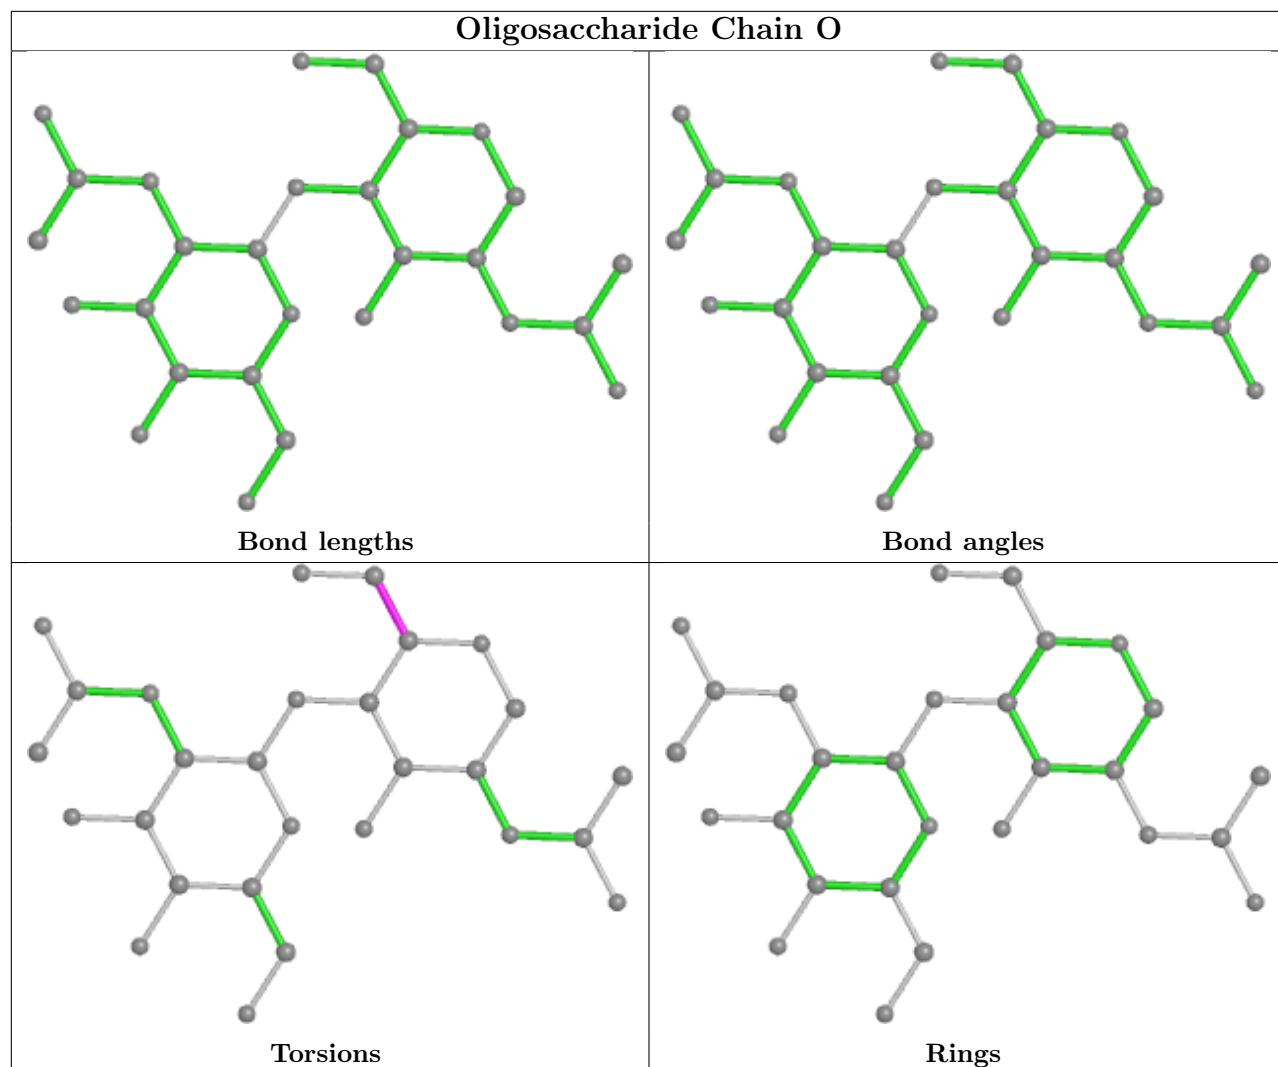 Oligosaccharide Chain O
Bond lengths
Bond angles
Torsions
Rings